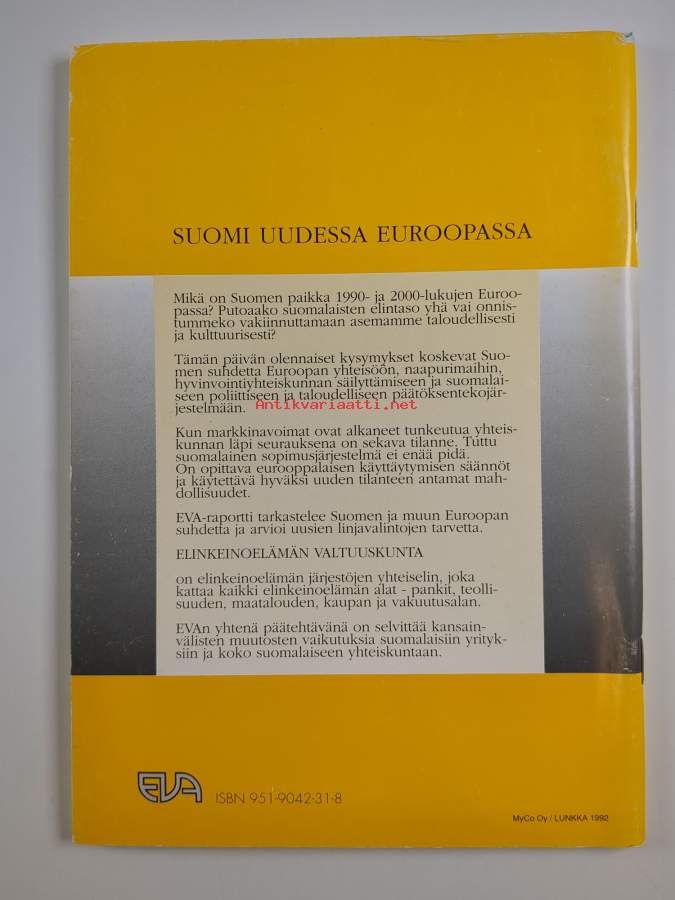 SUOMI UUDESSA EUROOPASSA
Mikä on Suomen paikka 1990- ja 2000-lukujen Euroo-
passa? Putoaako suomalaisten elintaso yhä vai onnis-
tummeko vakiinnuttamaan asemamme taloudellisesti
ja kulttuurisesti?
Tämän päivän olennaiset kysymykset koskevat Suo-
men suhdetta Euroopan yhteisöön, naapurimaihin,
hyvinvointiyhteiskunnan säilyttämiseen ja suomalai-
seen poliittiseen ja taloudelliseen päätöksentekojär-
jestelmään.
Antikvariaatti.net
Kun markkinavoimat ovat alkaneet tunkeutua yhteis-
kunnan läpi seurauksena on sekava tilanne. Tuttu
suomalainen sopimusjärjestelmä ei enää pidä.
On opittava eurooppalaisen käyttäytymisen säännöt
ja käytettävä hyväksi uuden tilanteen antamat mah-
dollisuudet.
EVA-raportti tarkastelee Suomen ja muun Euroopan
suhdetta ja arvioi uusien linjavalintojen tarvetta.
ELINKEINOELÄMÄN VALTUUSKUNTA
on elinkeinoelämän järjestöjen yhteiselin, joka
kattaa kaikki elinkeinoelämän alat - pankit, teolli-
suuden, maatalouden, kaupan ja vakuutusalan.
EVAn yhtenä päätehtävänä on selvittää kansain-
välisten muutosten vaikutuksia suomalaisiin yrityk-
siin ja koko suomalaiseen yhteiskuntaan.
EVA ISBN 951-9042-31-8
MyCo Oy / LUNKKA 1992